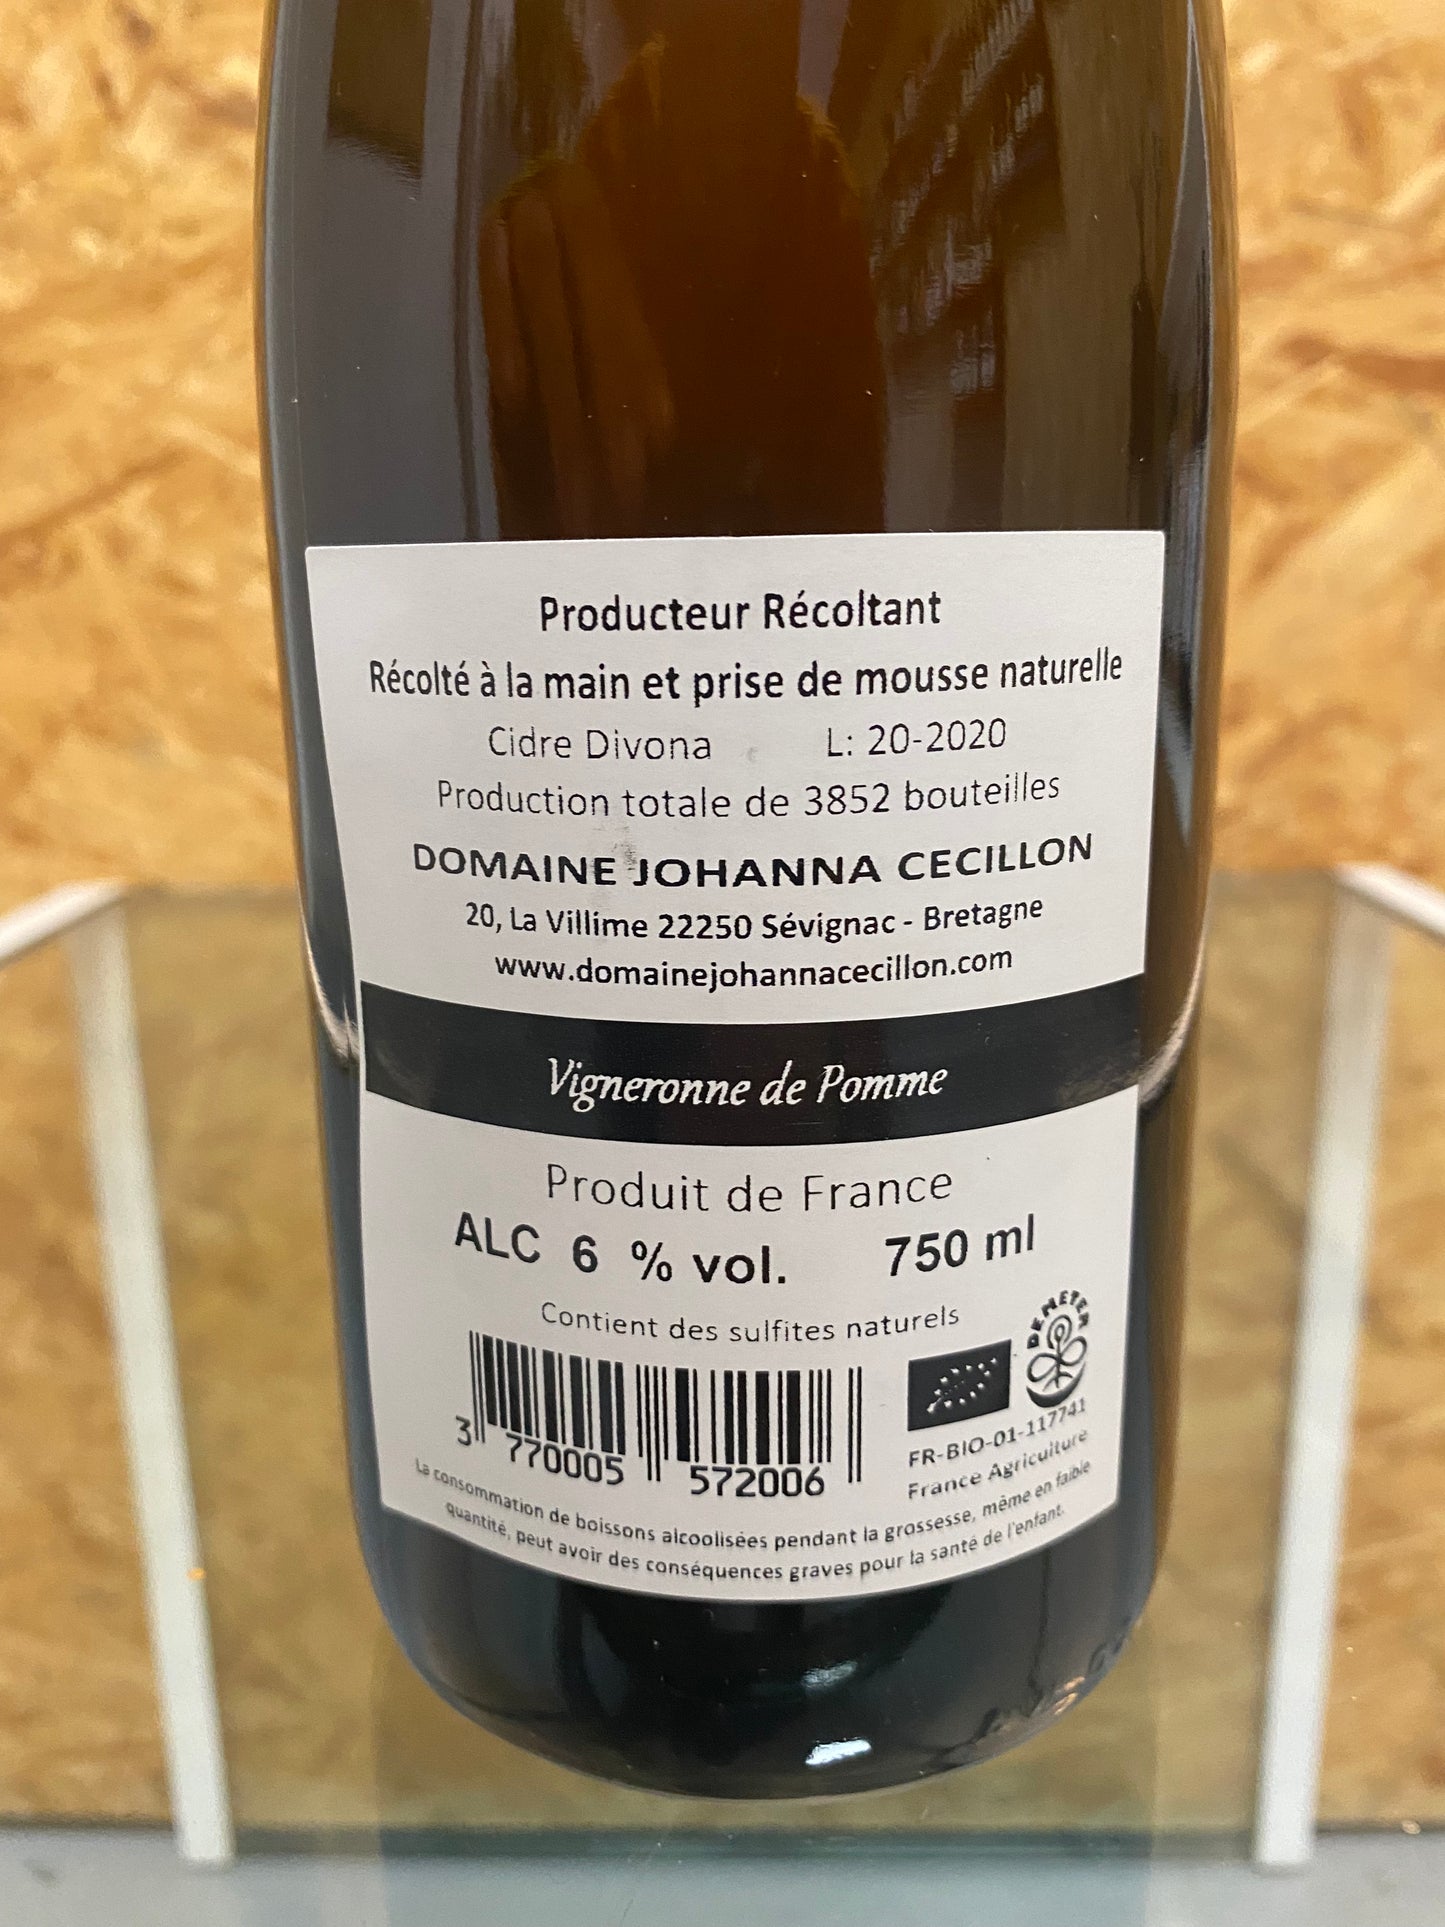 Producteur Récoltant
Récolté à la main et prise de mousse naturelle
Cidre Divona L: 20-2020
Production totale de 3852 bouteilles
DOMAINE JOHANNA CECILLON
20, La Villime 22250 Sévignac - Bretagne
www.domainejohannacecillon.com
Vigneronne de Pomme
Produit de France
ALC 6 % vol. 750 ml
Contient des sulfites naturels
DEMETER
3 770005 572006
FR-BIO-01-117741
France Agriculture
La consommation de boissons alcoolisées pendant la grossesse, même en faible
quantité, peut avoir des conséquences graves pour la santé de l'enfant.